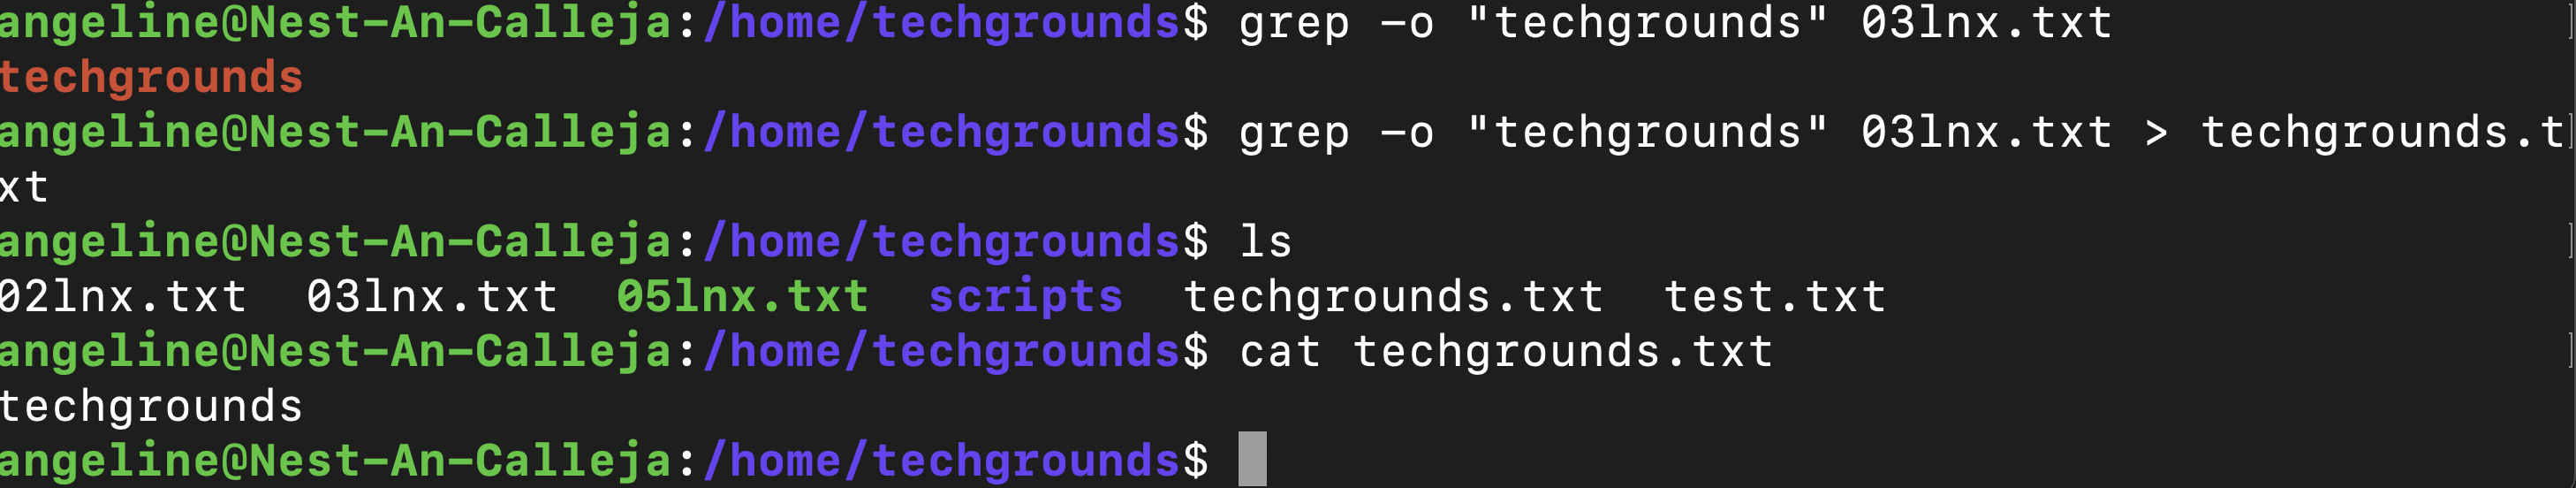 angeline@Nest-An-Calleja:/home/techgrounds$ grep -o "techgrounds" 03lnx.txt
techgrounds
angeline@Nest-An-Calleja:/home/techgrounds$ grep -o "techgrounds" 03lnx.txt > techgrounds.t
xt
angeline@Nest-An-Calleja:/home/techgrounds$ ls
02lnx.txt  03lnx.txt  05lnx.txt  scripts  techgrounds.txt  test.txt
angeline@Nest-An-Calleja:/home/techgrounds$ cat techgrounds.txt
techgrounds
angeline@Nest-An-Calleja:/home/techgrounds$